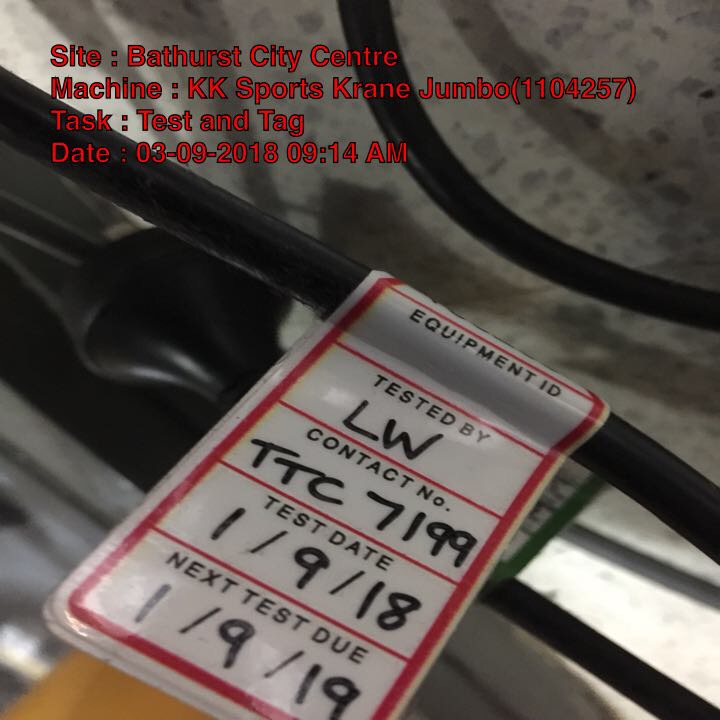 Site : Bathurst City Centre
Machine : KK Sports Krane Jumbo(1104257)
Task : Test and Tag
Date : 03-09-2018 09:14 AM
EQUIPMENT ID
TESTED BY
LW
CONTACT No.
TTC 7199
TEST DATE
1/9/18
NEXT TEST DUE
1/9/19